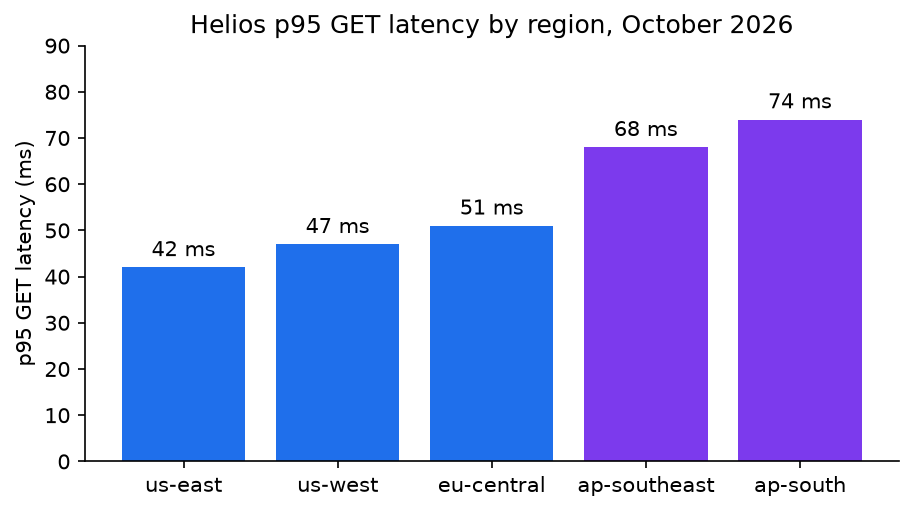 Helios p95 GET latency by region, October 2026
p95 GET latency (ms)
90
80
70
60
50
40
30
20
10
0
42 ms
47 ms
51 ms
68 ms
74 ms
us-east
us-west
eu-central
ap-southeast
ap-south